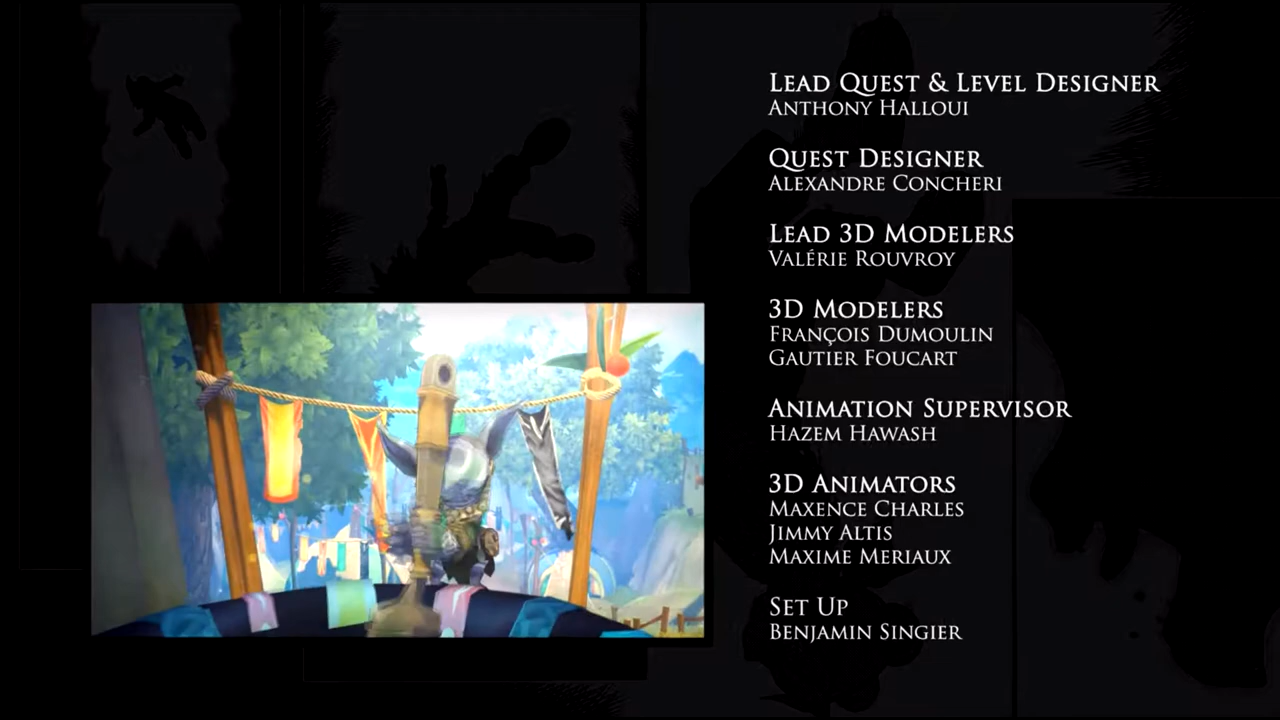 Lead Quest & Level Designer
Anthony Halloui
Quest Designer
Alexandre Concheri
Lead 3D Modelers
Valérie Rouvroy
3D Modelers
François Dumoulin
Gautier Foucart
Animation Supervisor
Hazem Hawash
3D Animators
Maxence Charles
Jimmy Altis
Maxime Meriaux
Set Up
Benjamin Singier